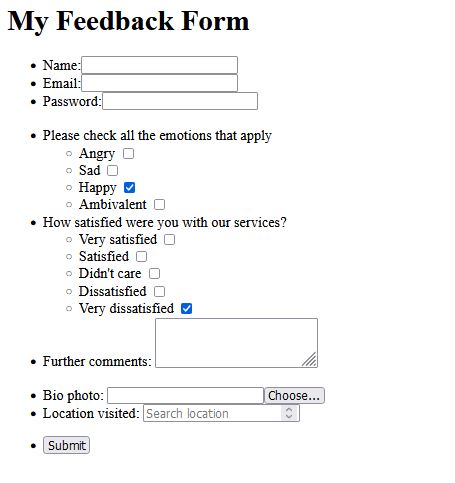 My Feedback Form
Name:
Email:
Password:
Please check all the emotions that apply
Angry
Sad
Happy
Ambivalent
How satisfied were you with our services?
Very satisfied
Satisfied
Didn't care
Dissatisfied
Very dissatisfied
Further comments:
Bio photo: Choose...
Location visited: Search location
Submit